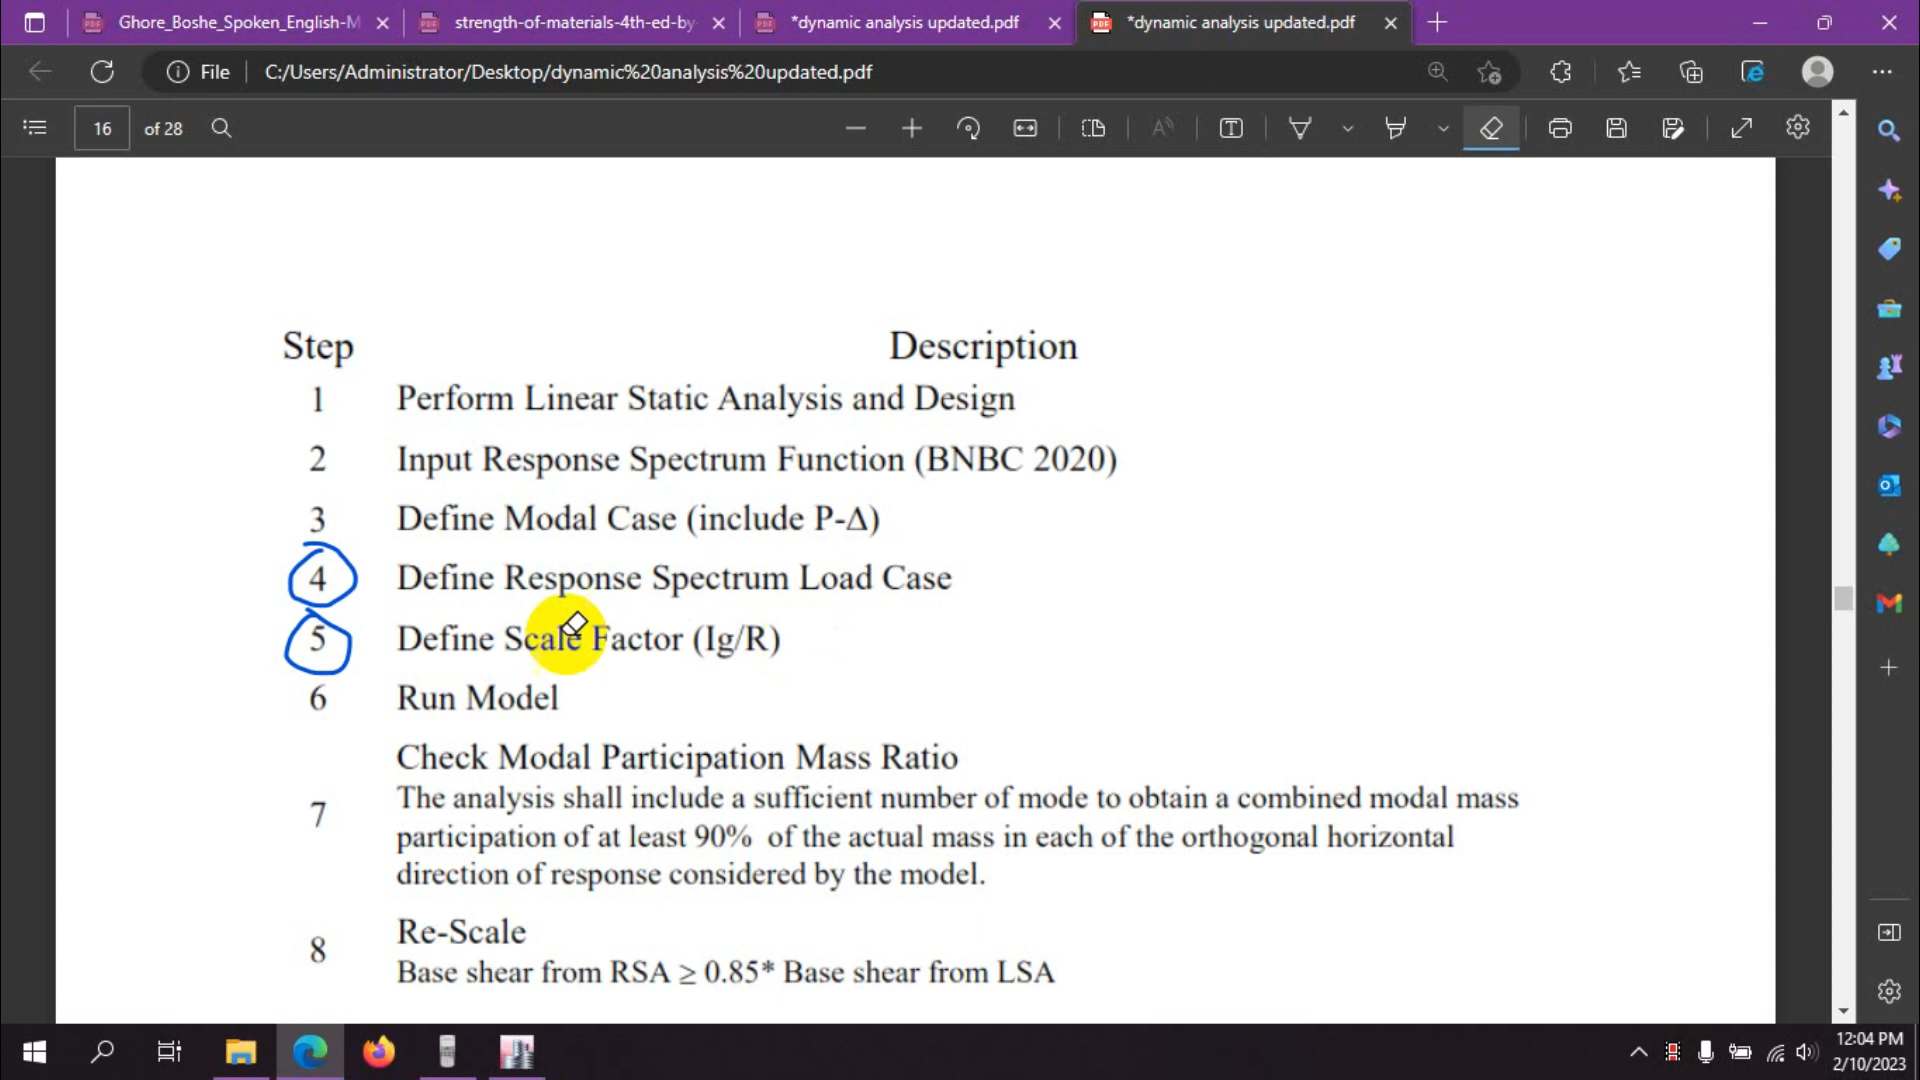 Ghore_Boshe_Spoken_English-M
strength-of-materials-4th-ed-by-
*dynamic analysis updated.pdf
*dynamic analysis updated.pdf
File
C:/Users/Administrator/Desktop/dynamic%20analysis%20updated.pdf
16 of 28
Step Description
1 Perform Linear Static Analysis and Design
2 Input Response Spectrum Function (BNBC 2020)
3 Define Modal Case (include P-Δ)
4 Define Response Spectrum Load Case
5 Define Scale Factor (Ig/R)
6 Run Model
Check Modal Participation Mass Ratio
The analysis shall include a sufficient number of mode to obtain a combined modal mass
7 participation of at least 90% of the actual mass in each of the orthogonal horizontal
direction of response considered by the model.
Re-Scale
8 Base shear from RSA ≥ 0.85* Base shear from LSA
12:04 PM
2/10/2023